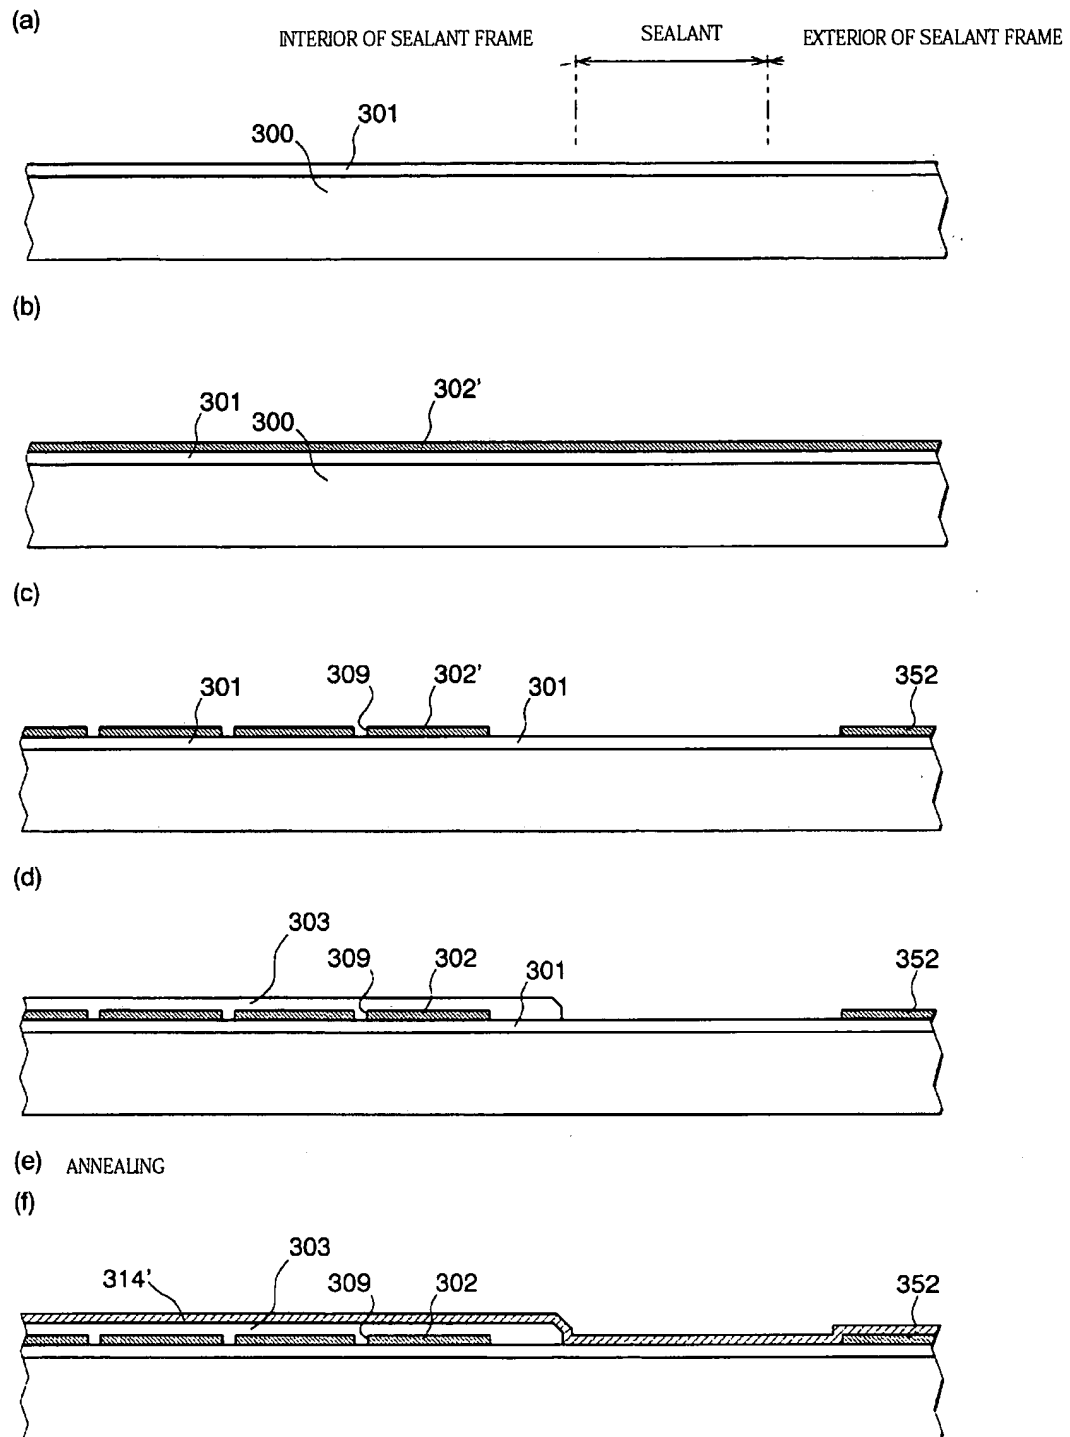 (a)
INTERIOR OF SEALANT FRAME SEALANT EXTERIOR OF SEALANT FRAME
300 301
(b)
301 300 302'
(c)
301 309 302' 301 352
(d)
303 309 302 301 352
(e) ANNEALING
(f)
314' 303 309 302 352